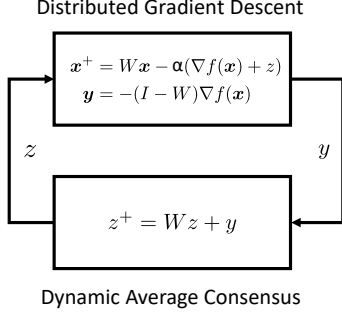 Distributed Gradient Descent
𝒙⁺ = W𝒙 − α(∇f(𝒙) + z)
𝒚 = −(I − W)∇f(𝒙)
z
y
z⁺ = Wz + y
Dynamic Average Consensus